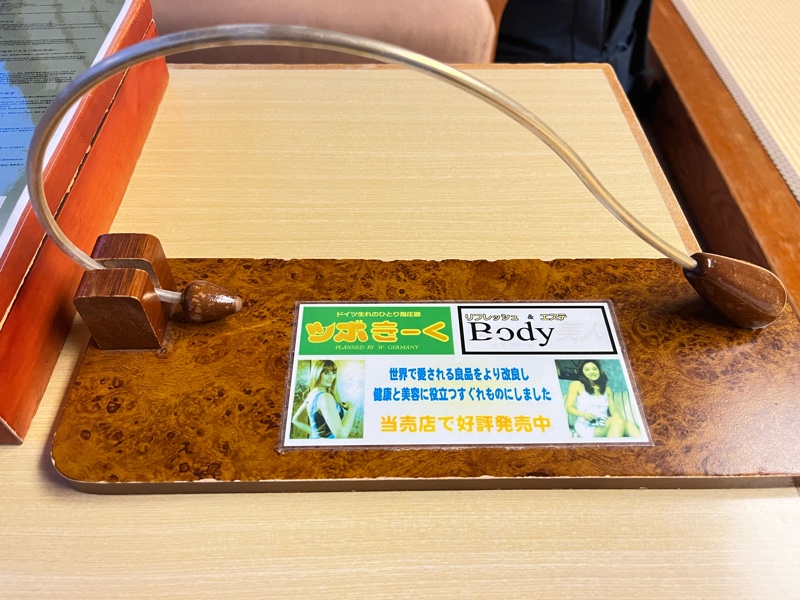 ドイツ生れのひとり指圧器
ツボきーく
PLANNED BY W. GERMANY
リフレッシュ & エステ
Body美人
世界で愛される良品をより改良し
健康と美容に役立つすぐれものにしました
当売店で好評発売中